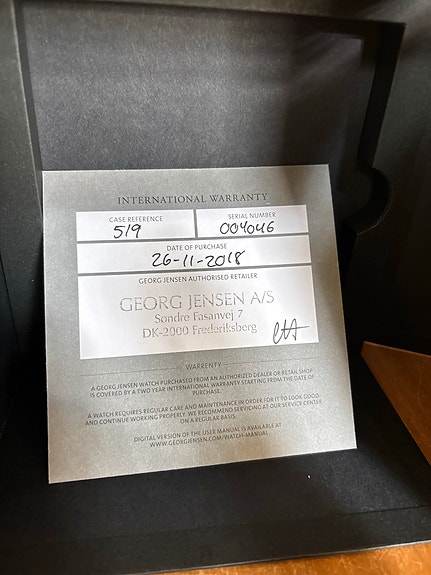 INTERNATIONAL WARRANTY
CASE REFERENCE SERIAL NUMBER
519 004046
DATE OF PURCHASE
26-11-2018
GEORG JENSEN AUTHORISED RETAILER
GEORG JENSEN A/S
Søndre Fasanvej 7
DK-2000 Frederiksberg
WARRANTY
A GEORG JENSEN WATCH PURCHASED FROM AN AUTHORIZED DEALER OR RETAIL SHOP
IS COVERED BY A TWO YEAR INTERNATIONAL WARRANTY STARTING FROM THE DATE OF
PURCHASE.
A WATCH REQUIRES REGULAR CARE AND MAINTENANCE IN ORDER FOR IT TO LOOK GOOD
AND CONTINUE WORKING PROPERLY. WE RECOMMEND SERVICING AT OUR SERVICE CENTER
ON A REGULAR BASIS.
DIGITAL VERSION OF THE USER MANUAL IS AVAILABLE AT
WWW.GEORGJENSEN.COM/WATCH-MANUAL